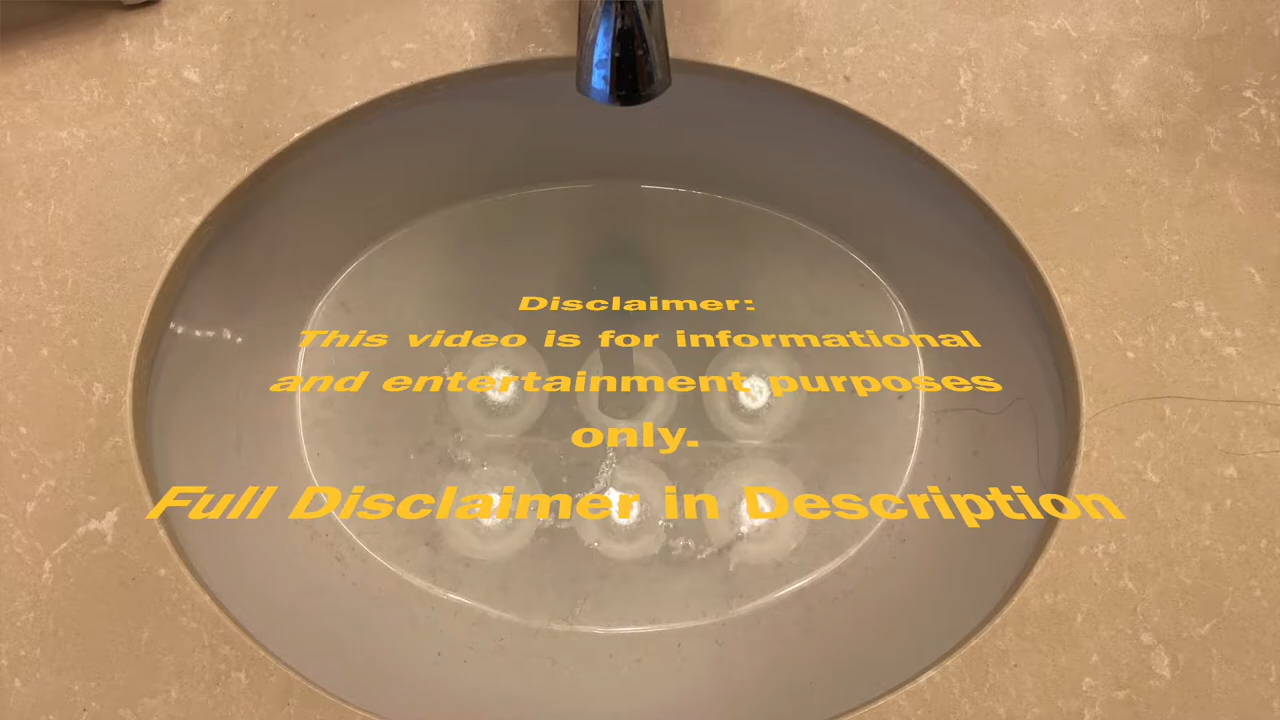 Disclaimer:
This video is for informational
and entertainment purposes
only.
Full Disclaimer in Description